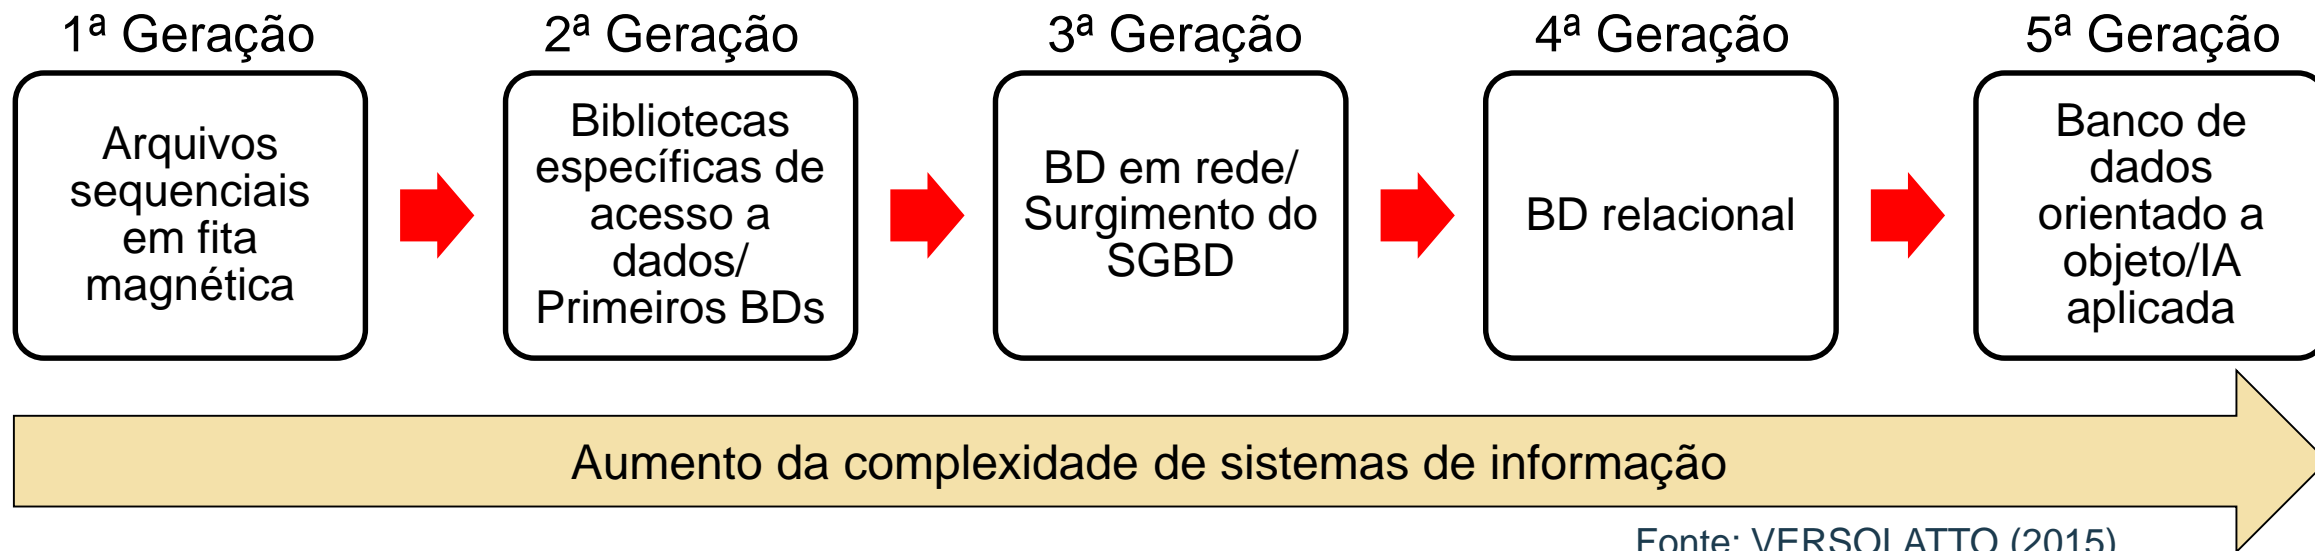 1ª Geração
Arquivos
sequenciais
em fita
magnética
2ª Geração
Bibliotecas
específicas de
acesso a
dados/
Primeiros BDs
3ª Geração
BD em rede/
Surgimento do
SGBD
4ª Geração
BD relacional
5ª Geração
Banco de
dados
orientado a
objeto/IA
aplicada
Aumento da complexidade de sistemas de informação
Fonte: VERSOLATTO (2015)